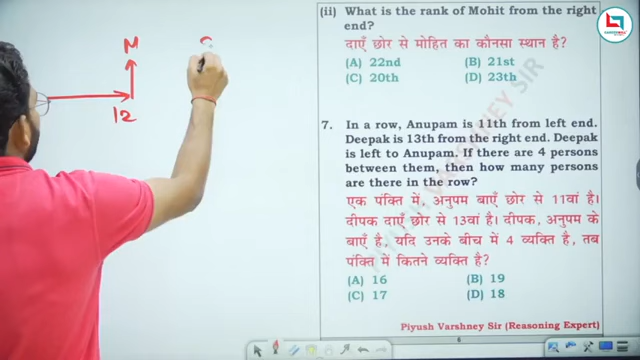 (ii) What is the rank of Mohit from the right
end?
दाएँ छोर से मोहित का कौनसा स्थान है?
(A) 22nd (B) 21st
(C) 20th (D) 23th
7. In a row, Anupam is 11th from left end.
Deepak is 13th from the right end. Deepak
is left to Anupam. If there are 4 persons
between them, then how many persons
are there in the row?
एक पंक्ति में, अनुपम बाएँ छोर से 11वां है।
दीपक दाएँ छोर से 13वां है। दीपक, अनुपम के
बाएँ है, यदि उनके बीच में 4 व्यक्ति है, तब
पंक्ति में कितने व्यक्ति है?
(A) 16 (B) 19
(C) 17 (D) 18
Piyush Varshney Sir (Reasoning Expert)
6
M
12
PIYUSH VARSHNEY SIR